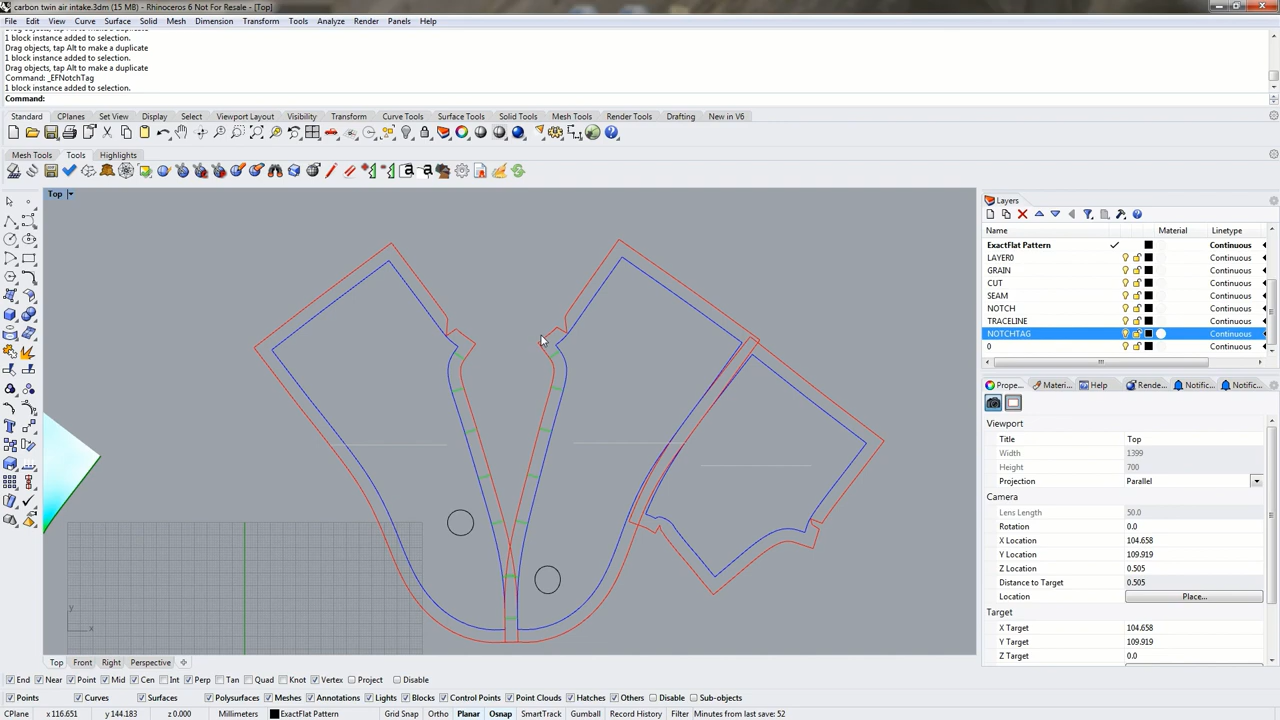 carbon twin air intake.3dm (15 MB) - Rhinoceros 6 Not For Resale - [Top]
File Edit View Curve Surface Solid Mesh Dimension Transform Tools Analyze Render Panels Help
Drag objects, tap Alt to make a duplicate
1 block instance added to selection.
Drag objects, tap Alt to make a duplicate
1 block instance added to selection.
Drag objects, tap Alt to make a duplicate
Command: _EFNotchTag
1 block instance added to selection.
Command:
Standard CPlanes Set View Display Select Viewport Layout Visibility Transform Curve Tools Surface Tools Solid Tools Mesh Tools Render Tools Drafting New in V6
Mesh Tools Tools Highlights
Top
Layers
Name Material Linetype
ExactFlat Pattern Continuous
LAYER0 Continuous
GRAIN Continuous
CUT Continuous
SEAM Continuous
NOTCH Continuous
TRACELINE Continuous
NOTCHTAG Continuous
0 Continuous
Prope... Materi... Help Rende... Notific... Notific...
Viewport
Title Top
Width 1399
Height 700
Projection Parallel
Camera
Lens Length 50.0
Rotation 0.0
X Location 104.658
Y Location 109.919
Z Location 0.505
Distance to Target 0.505
Location Place...
Target
X Target 104.658
Y Target 109.919
Z Target 0.0
y
x
Top Front Right Perspective
End Near Point Mid Cen Int Perp Tan Quad Knot Vertex Project Disable
Points Curves Surfaces Polysurfaces Meshes Annotations Lights Blocks Control Points Point Clouds Hatches Others Disable Sub-objects
CPlane x 116.651 y 144.183 z 0.000 Millimeters ExactFlat Pattern Grid Snap Ortho Planar Osnap SmartTrack Gumball Record History Filter Minutes from last save: 52